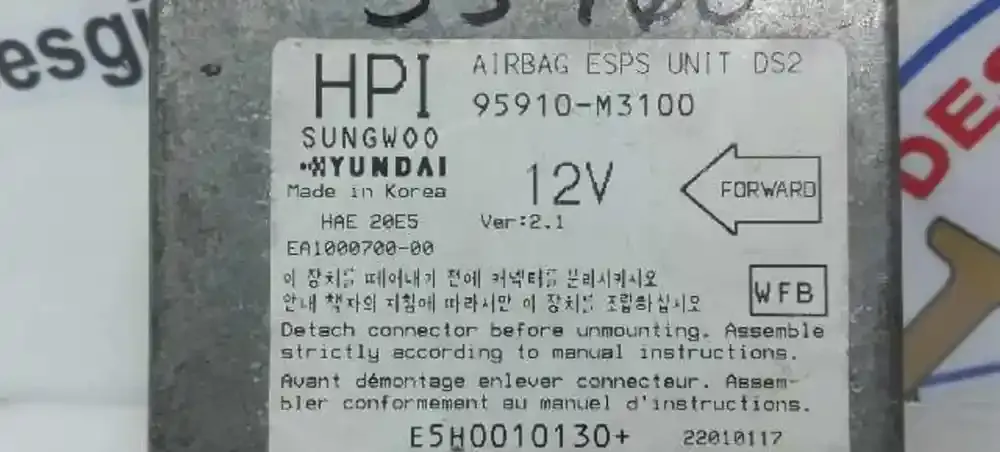 esgi
HPI
AIRBAG ESPS UNIT DS2
95910-M3100
SUNGWOO
HYUNDAI
Made in Korea
12V
FORWARD
HAE 20E5
Ver:2.1
EA1000700-00
이 장치를 떼어내기 전에 커넥터를 분리시키시오
안내 책자의 지침에 따라서만 이 장치를 조립하십시오
WFB
Detach connector before unmounting. Assemble
strictly according to manual instructions.
Avant démontage enlever connecteur. Assem-
bler conformement au manuel d'instructions.
E5H0010130+
22010117
DES